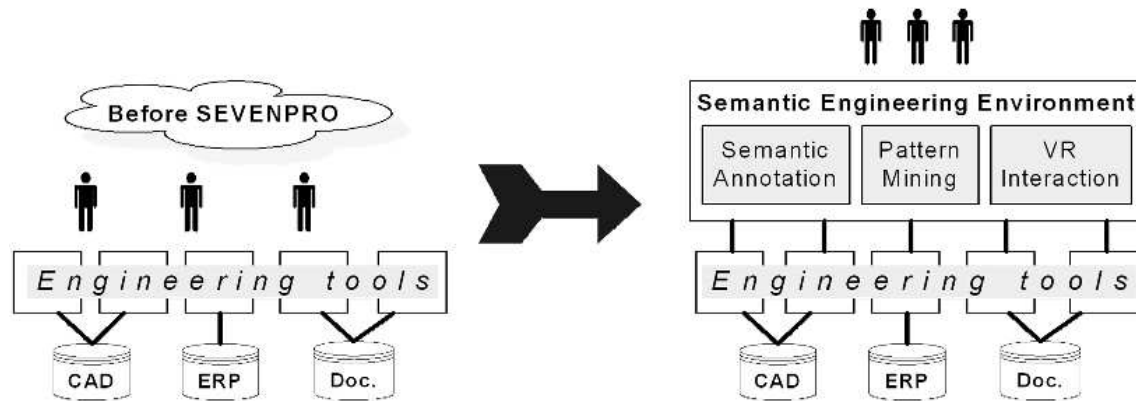 Before SEVENPRO
Engineering tools
CAD
ERP
Doc.
Semantic Engineering Environment
Semantic
Annotation
Pattern
Mining
VR
Interaction
Engineering tools
CAD
ERP
Doc.